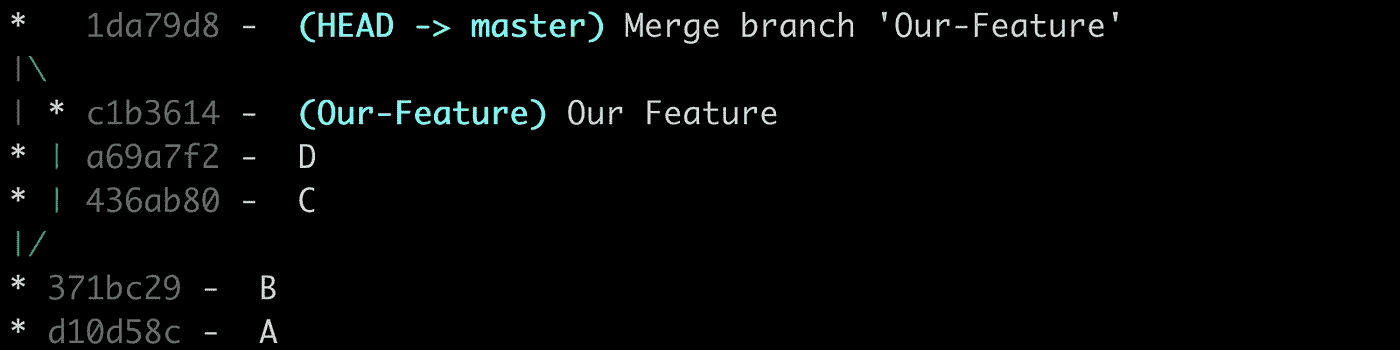 *   1da79d8 -  (HEAD -> master) Merge branch 'Our-Feature'
|\
| * c1b3614 -  (Our-Feature) Our Feature
* | a69a7f2 -  D
* | 436ab80 -  C
|/
* 371bc29 -  B
* d10d58c -  A